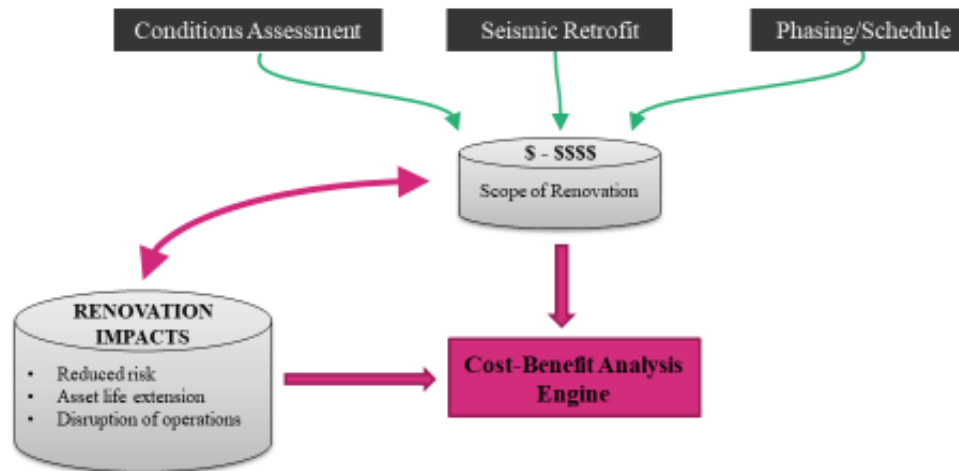 Conditions Assessment
Seismic Retrofit
Phasing/Schedule
$ - $$$$
Scope of Renovation
RENOVATION
IMPACTS
• Reduced risk
• Asset life extension
• Disruption of operations
Cost-Benefit Analysis
Engine